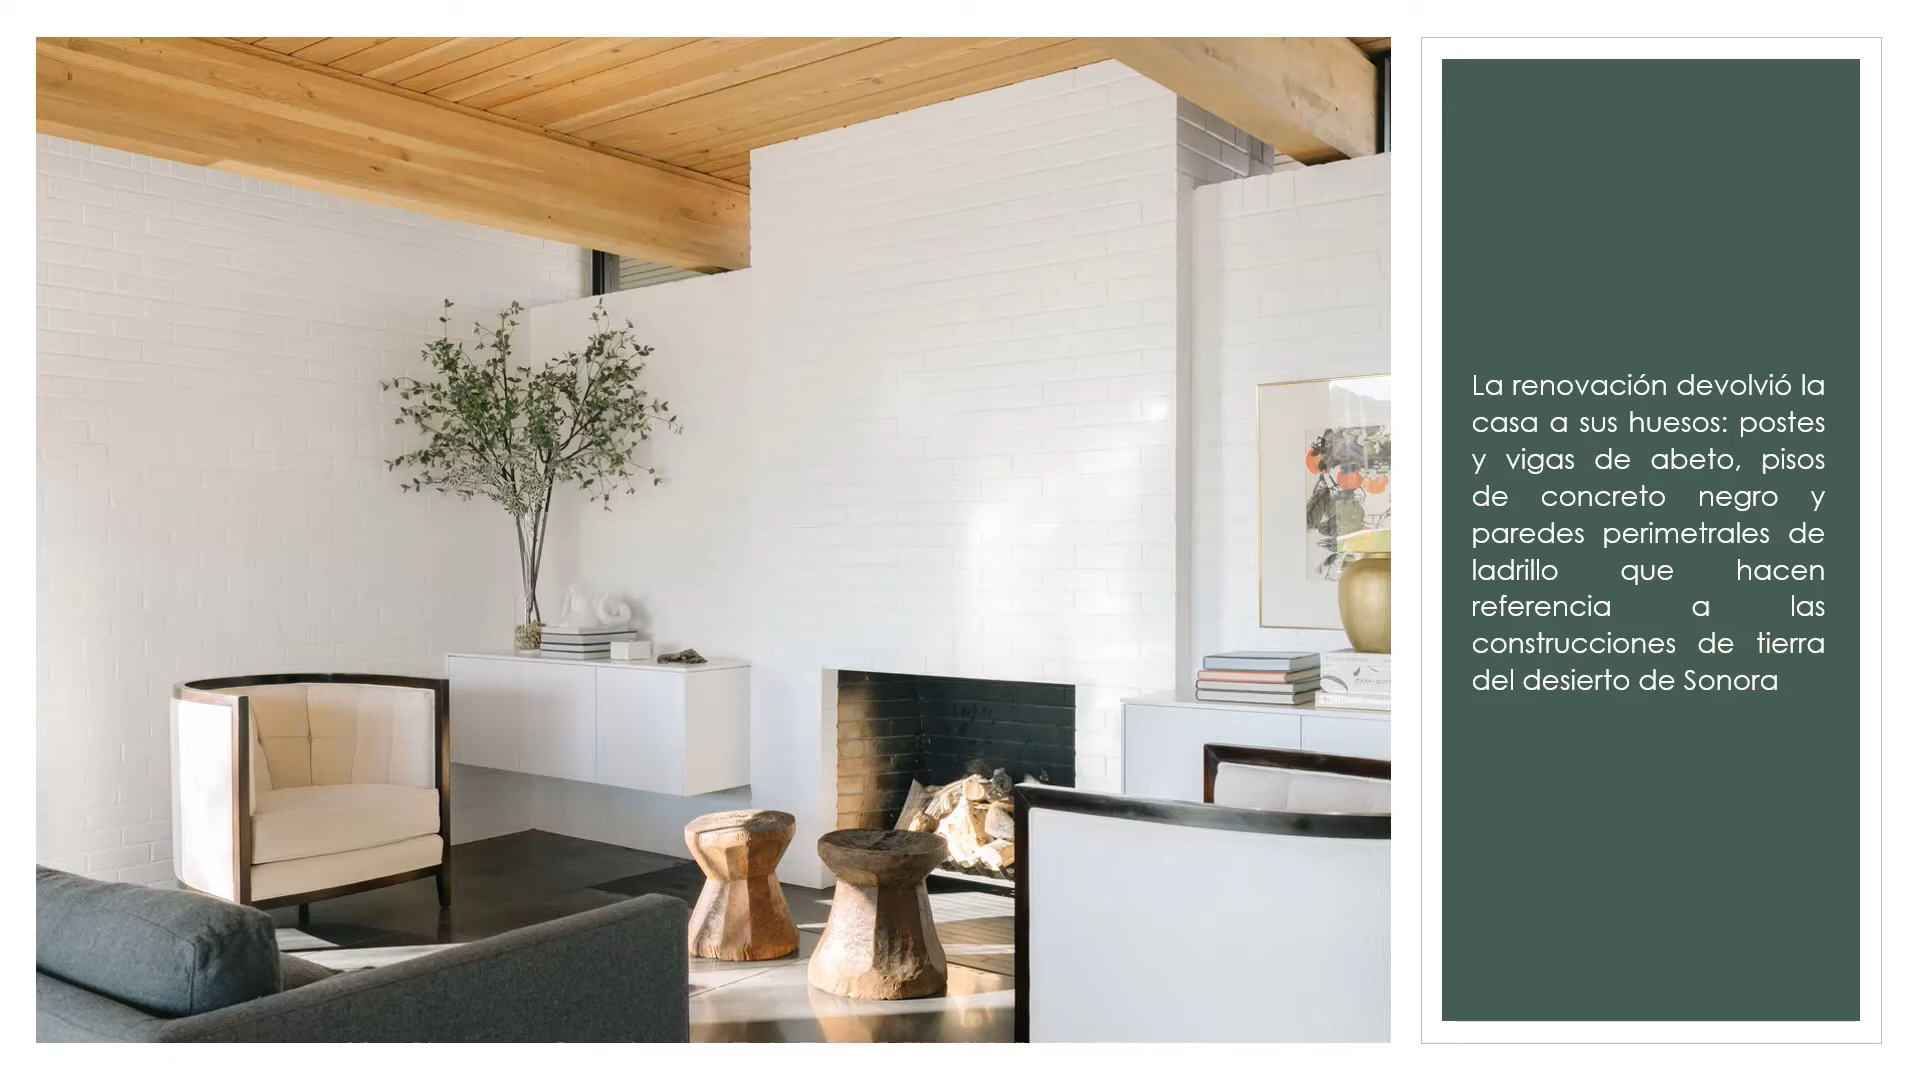 La renovación devolvió la
casa a sus huesos: postes
y vigas de abeto, pisos
de concreto negro y
paredes perimetrales de
ladrillo que hacen
referencia a las
construcciones de tierra
del desierto de Sonora